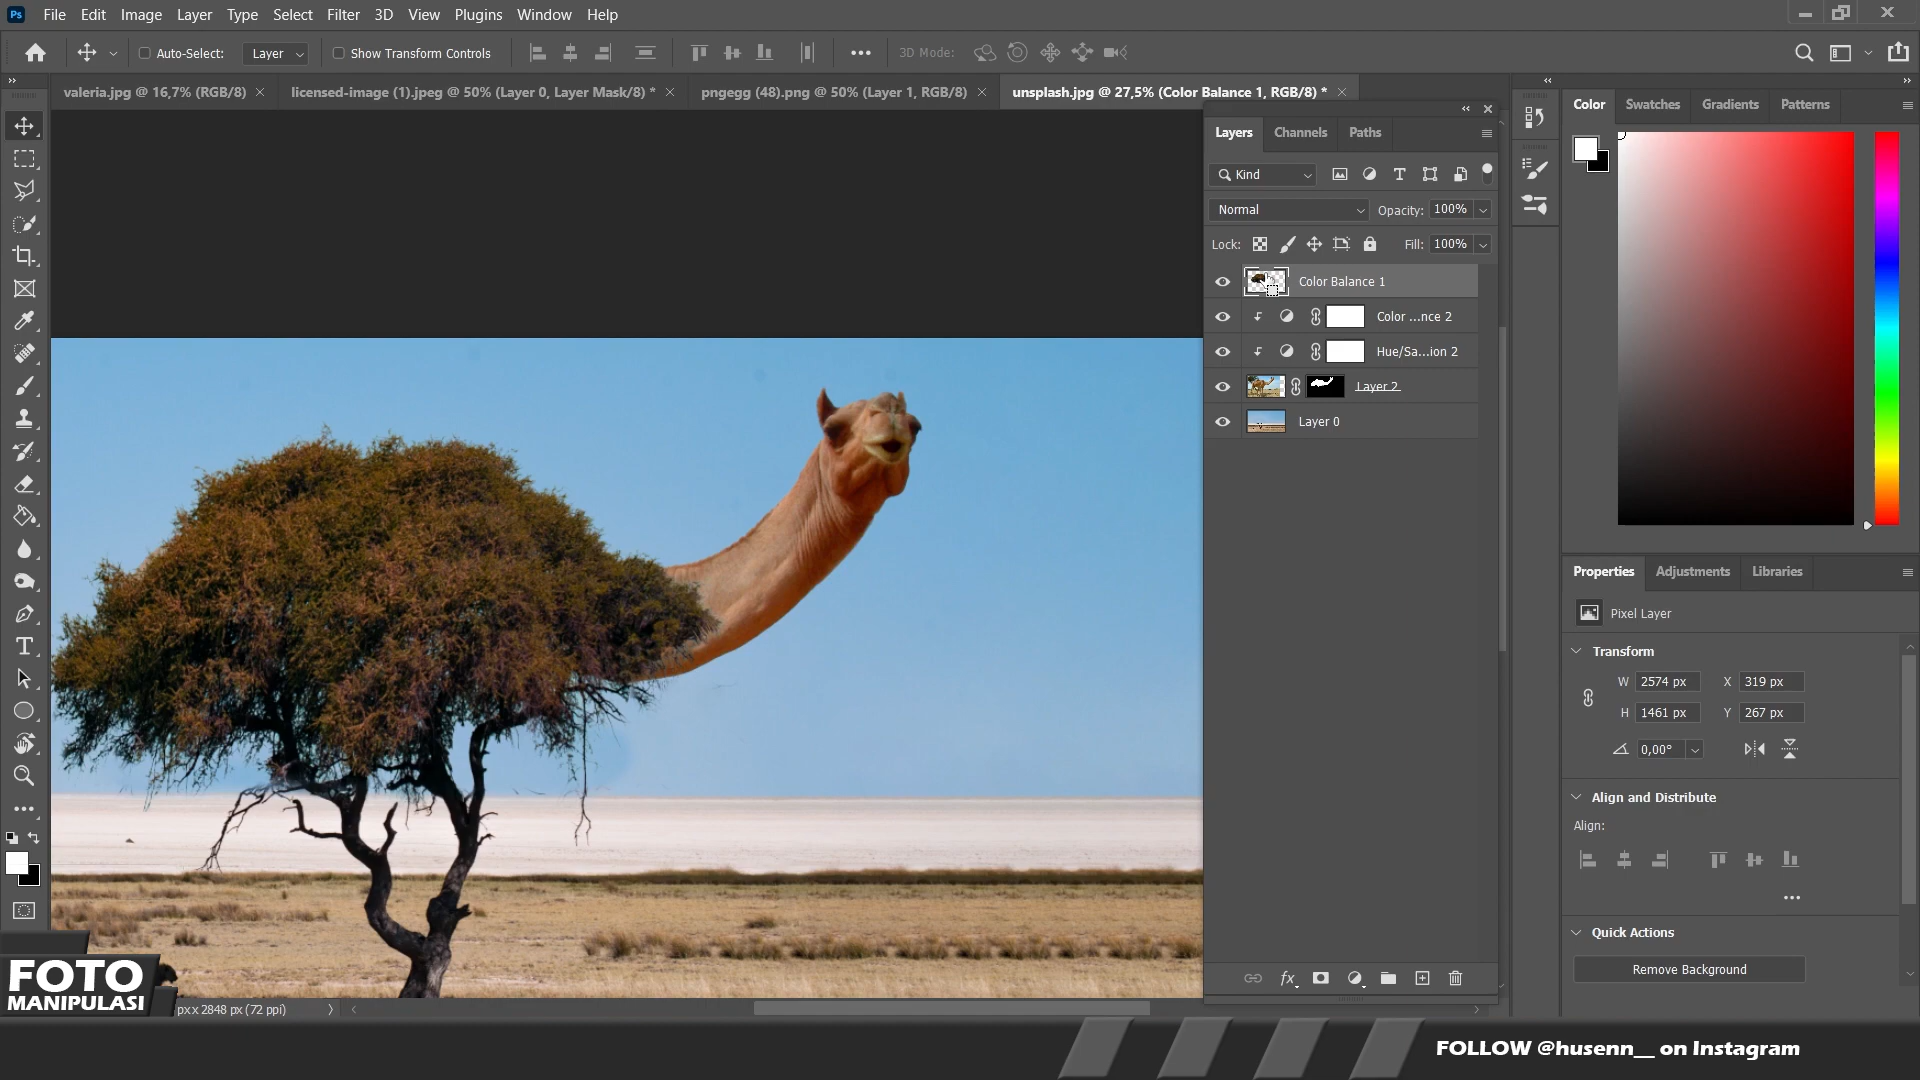 Ps File Edit Image Layer Type Select Filter 3D View Plugins Window Help
Auto-Select: Layer Show Transform Controls 3D Mode:
valeria.jpg @ 16,7% (RGB/8) licensed-image (1).jpeg @ 50% (Layer 0, Layer Mask/8) * pngegg (48).png @ 50% (Layer 1, RGB/8) unsplash.jpg @ 27,5% (Color Balance 1, RGB/8) *
Layers Channels Paths
Kind
Normal Opacity: 100%
Lock: Fill: 100%
Color Balance 1
Color ...nce 2
Hue/Sa...ion 2
Layer 2
Layer 0
fx
Color Swatches Gradients Patterns
Properties Adjustments Libraries
Pixel Layer
Transform
W 2574 px X 319 px
H 1461 px Y 267 px
0,00°
Align and Distribute
Align:
Quick Actions
Remove Background
FOTO
MANIPULASI
px x 2848 px (72 ppi)
FOLLOW @husenn__ on Instagram